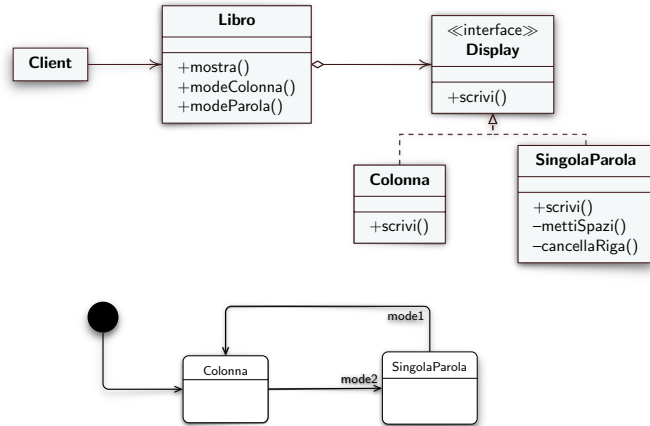 Client
Libro
+mostra()
+modeColonna()
+modeParola()
≪interface≫
Display
+scrivi()
Colonna
+scrivi()
SingolaParola
+scrivi()
–mettiSpazi()
–cancellaRiga()
mode1
Colonna
mode2
SingolaParola